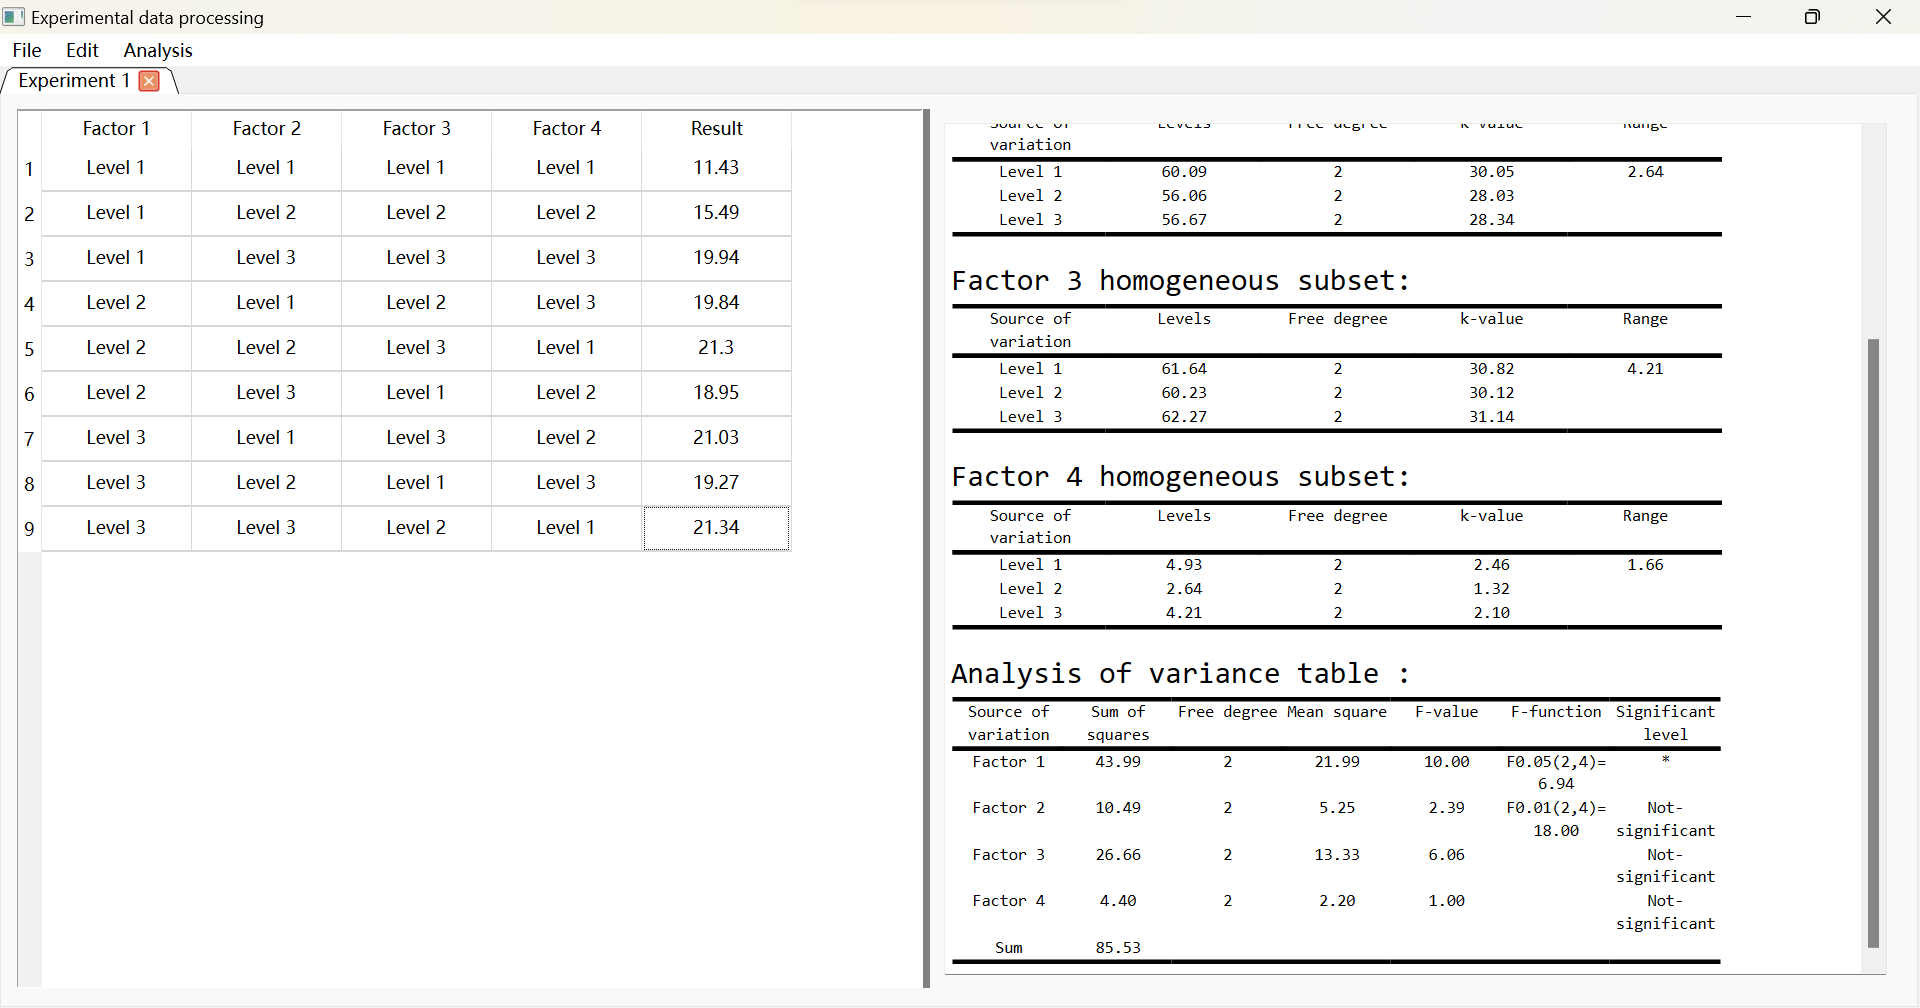 Experimental data processing
File Edit Analysis
Experiment 1
Factor 1 Factor 2 Factor 3 Factor 4 Result
1 Level 1 Level 1 Level 1 Level 1 11.43
2 Level 1 Level 2 Level 2 Level 2 15.49
3 Level 1 Level 3 Level 3 Level 3 19.94
4 Level 2 Level 1 Level 2 Level 3 19.84
5 Level 2 Level 2 Level 3 Level 1 21.3
6 Level 2 Level 3 Level 1 Level 2 18.95
7 Level 3 Level 1 Level 3 Level 2 21.03
8 Level 3 Level 2 Level 1 Level 3 19.27
9 Level 3 Level 3 Level 2 Level 1 21.34
Source of Levels Free degree k-value Range
variation
Level 1 60.09 2 30.05 2.64
Level 2 56.06 2 28.03
Level 3 56.67 2 28.34
Factor 3 homogeneous subset:
Source of Levels Free degree k-value Range
variation
Level 1 61.64 2 30.82 4.21
Level 2 60.23 2 30.12
Level 3 62.27 2 31.14
Factor 4 homogeneous subset:
Source of Levels Free degree k-value Range
variation
Level 1 4.93 2 2.46 1.66
Level 2 2.64 2 1.32
Level 3 4.21 2 2.10
Analysis of variance table :
Source of Sum of Free degree Mean square F-value F-function Significant
variation squares level
Factor 1 43.99 2 21.99 10.00 F0.05(2,4)= *
6.94
Factor 2 10.49 2 5.25 2.39 F0.01(2,4)= Not-
18.00 significant
Factor 3 26.66 2 13.33 6.06 Not-
significant
Factor 4 4.40 2 2.20 1.00 Not-
significant
Sum 85.53